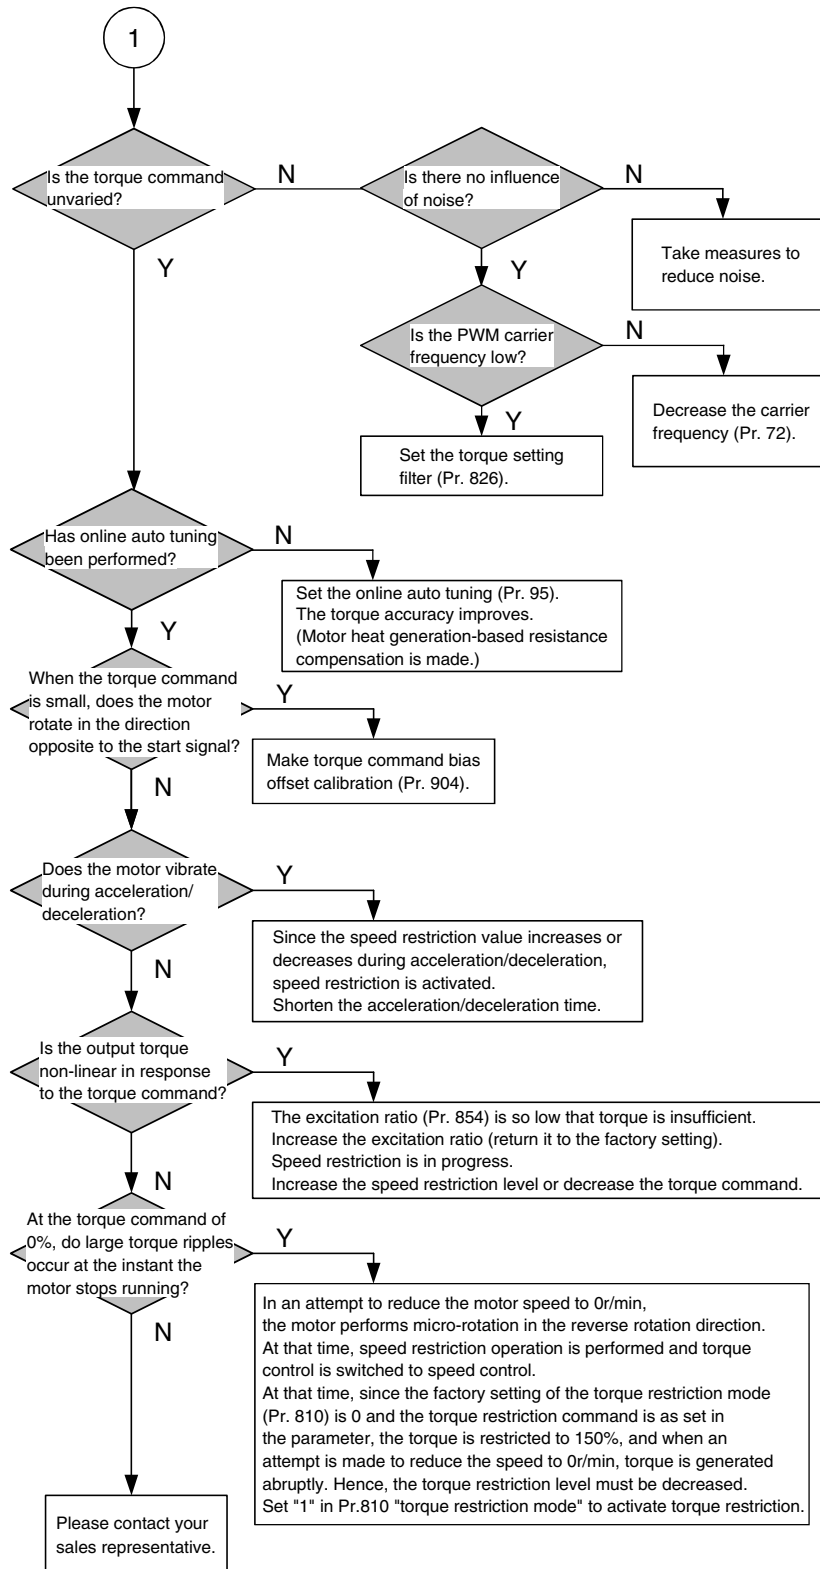 1
Is the torque command
unvaried?
N
Is there no influence
of noise?
N
Take measures to
reduce noise.
Y
Y
Is the PWM carrier
frequency low?
N
Decrease the carrier
frequency (Pr. 72).
Y
Set the torque setting
filter (Pr. 826).
Has online auto tuning
been performed?
N
Set the online auto tuning (Pr. 95).
The torque accuracy improves.
(Motor heat generation-based resistance
compensation is made.)
Y
When the torque command
is small, does the motor
rotate in the direction
opposite to the start signal?
Y
Make torque command bias
offset calibration (Pr. 904).
N
Does the motor vibrate
during acceleration/
deceleration?
Y
Since the speed restriction value increases or
decreases during acceleration/deceleration,
speed restriction is activated.
Shorten the acceleration/deceleration time.
N
Is the output torque
non-linear in response
to the torque command?
Y
The excitation ratio (Pr. 854) is so low that torque is insufficient.
Increase the excitation ratio (return it to the factory setting).
Speed restriction is in progress.
Increase the speed restriction level or decrease the torque command.
N
At the torque command of
0%, do large torque ripples
occur at the instant the
motor stops running?
Y
In an attempt to reduce the motor speed to 0r/min,
the motor performs micro-rotation in the reverse rotation direction.
At that time, speed restriction operation is performed and torque
control is switched to speed control.
At that time, since the factory setting of the torque restriction mode
(Pr. 810) is 0 and the torque restriction command is as set in
the parameter, the torque is restricted to 150%, and when an
attempt is made to reduce the speed to 0r/min, torque is generated
abruptly. Hence, the torque restriction level must be decreased.
Set "1" in Pr.810 "torque restriction mode" to activate torque restriction.
N
Please contact your
sales representative.